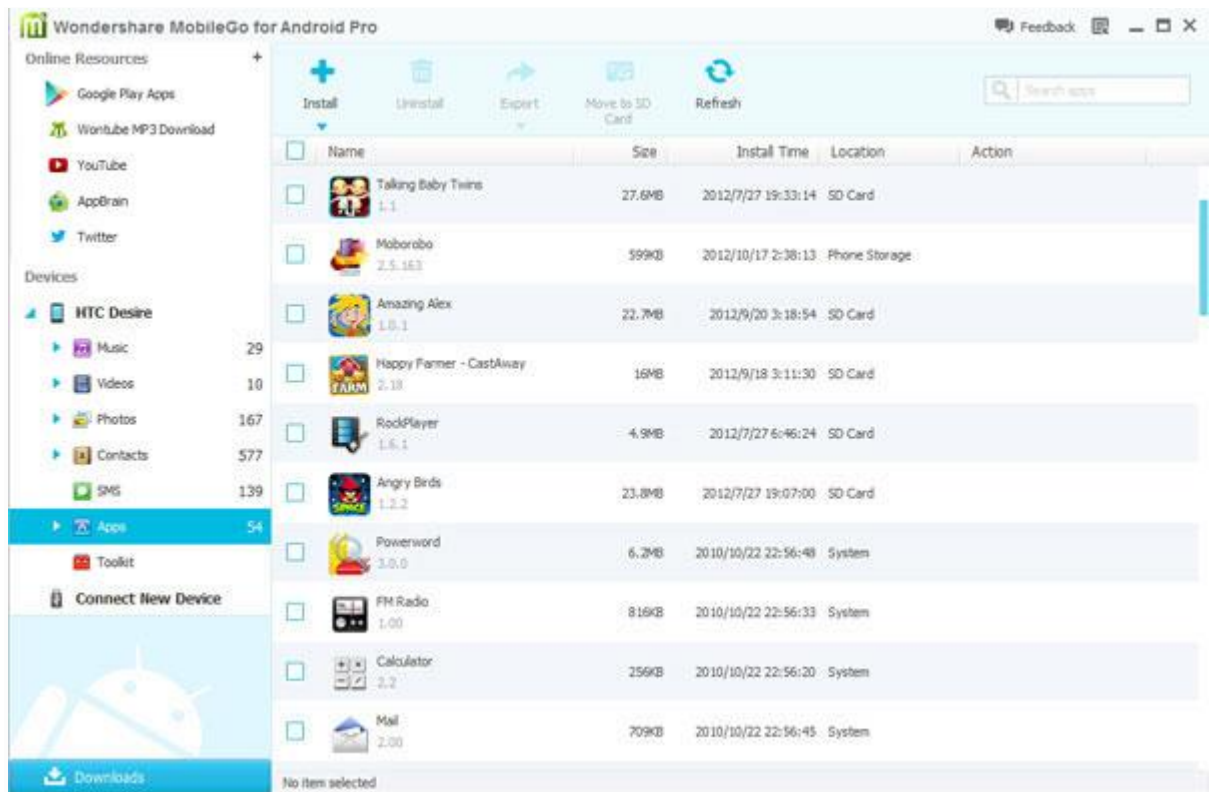 Wondershare MobileGo for Android Pro
Feedback
Online Resources +
Google Play Apps
Wontube MP3 Download
YouTube
AppBrain
Twitter
Devices
HTC Desire
Music 29
Videos 10
Photos 167
Contacts 577
SMS 139
Apps 54
Toolkit
Connect New Device
Downloads
Install
Uninstall
Export
Move to SD
Card
Refresh
Search apps
Name Size Install Time Location Action
Talking Baby Twins
1.1
27.6MB 2012/7/27 19:33:14 SD Card
Moborobo
2.5.163
599KB 2012/10/17 2:38:13 Phone Storage
Amazing Alex
1.0.1
22.7MB 2012/9/20 3:18:54 SD Card
Happy Farmer - CastAway
2.18
16MB 2012/9/18 3:11:30 SD Card
FARM
RockPlayer
1.6.1
4.9MB 2012/7/27 6:46:24 SD Card
Angry Birds
1.2.2
23.8MB 2012/7/27 19:07:00 SD Card
SPACE
Powerword
3.0.0
6.2MB 2010/10/22 22:56:48 System
FM Radio
1.00
816KB 2010/10/22 22:56:33 System
Calculator
2.2
256KB 2010/10/22 22:56:20 System
Mail
2.00
709KB 2010/10/22 22:56:45 System
No item selected